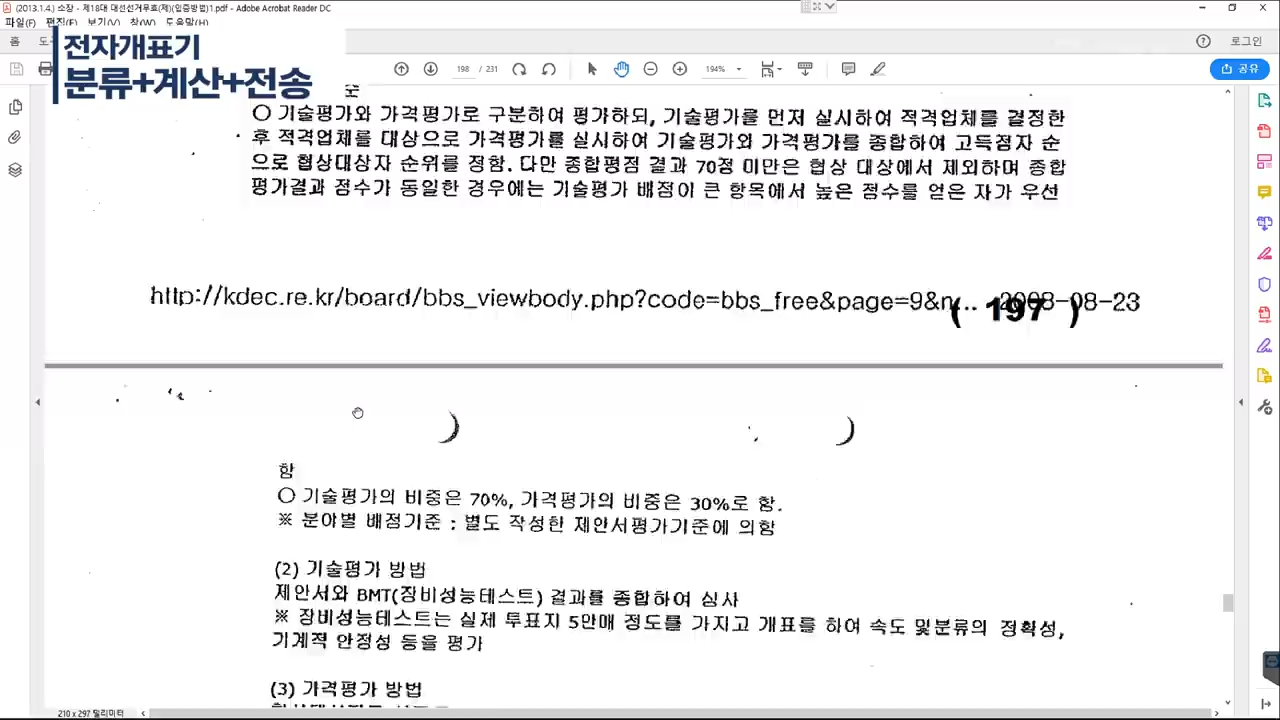 (2013.1.4.) 소장 - 제18대 대선선거무효(제)(입증방법)1.pdf - Adobe Acrobat Reader DC
파일(F) 편집(E) 보기(V) 창(W) 도움말(H)
홈 도
로그인
전자개표기
분류+계산+전송
198 / 231
194%
공유
○ 기술평가와 가격평가로 구분하여 평가하되, 기술평가를 먼저 실시하여 적격업체를 결정한
후 적격업체를 대상으로 가격평가를 실시하여 기술평가와 가격평가를 종합하여 고득점자 순
으로 협상대상자 순위를 정함. 다만 종합평점 결과 70점 미만은 협상 대상에서 제외하며 종합
평가결과 점수가 동일한 경우에는 기술평가 배점이 큰 항목에서 높은 점수를 얻은 자가 우선
http://kdec.re.kr/board/bbs_viewbody.php?code=bbs_free&page=9&n... 2008-08-23
( 197 )
함
○ 기술평가의 비중은 70%, 가격평가의 비중은 30%로 함.
※ 분야별 배점기준 : 별도 작성한 제안서평가기준에 의함
(2) 기술평가 방법
제안서와 BMT(장비성능테스트) 결과를 종합하여 심사
※ 장비성능테스트는 실제 투표지 5만매 정도를 가지고 개표를 하여 속도 및분류의 정확성,
기계적 안정성 등을 평가
(3) 가격평가 방법
210 x 297 밀리미터